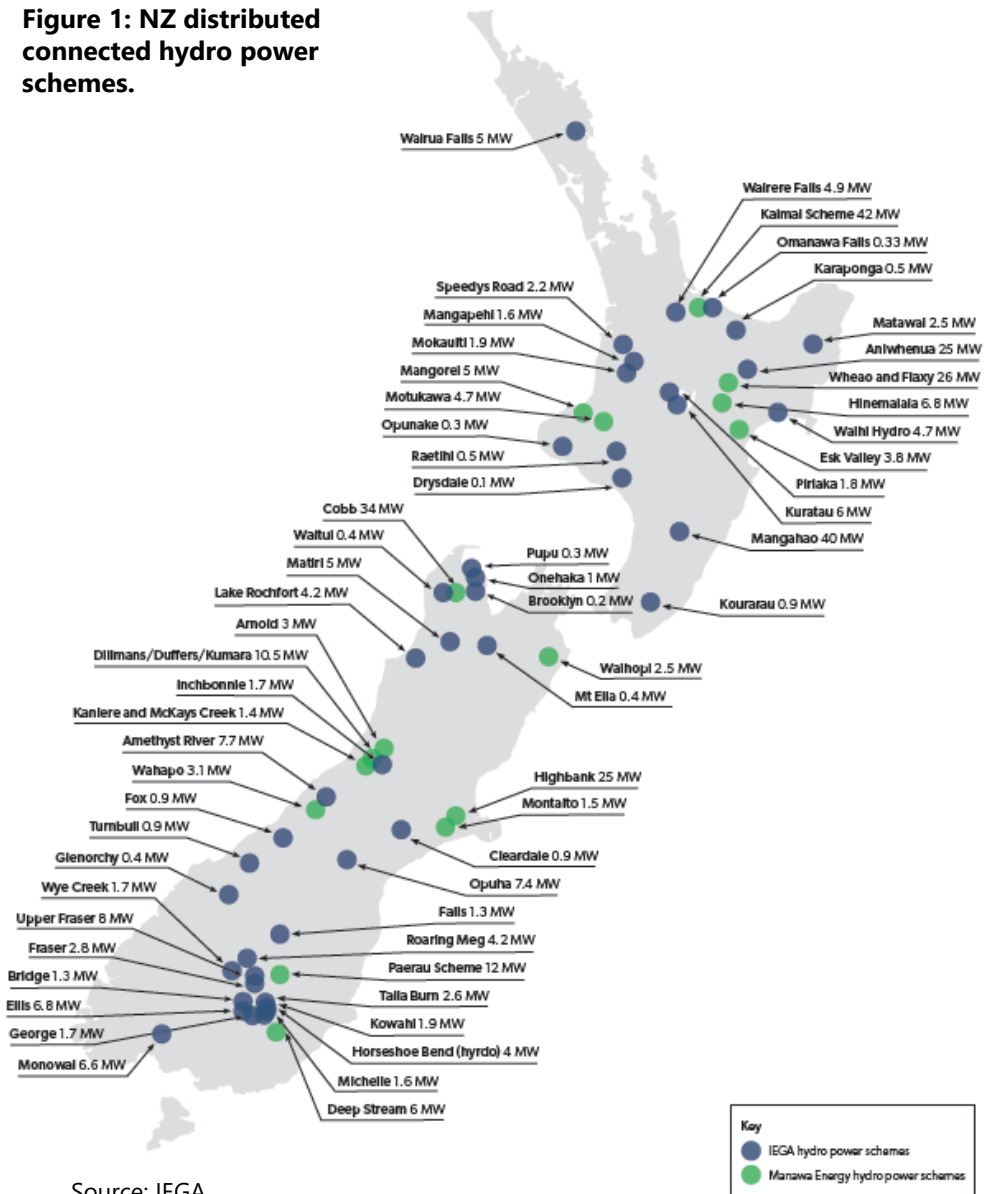 Figure 1: NZ distributed
connected hydro power
schemes.
Wairua Falls 5 MW
Wairere Falls 4.9 MW
Kaimai Scheme 42 MW
Omanawa Falls 0.33 MW
Karaponga 0.5 MW
Speedys Road 2.2 MW
Mangapehi 1.6 MW
Mokauiti 1.9 MW
Mangorei 5 MW
Motukawa 4.7 MW
Opunake 0.3 MW
Raetihi 0.5 MW
Drysdale 0.1 MW
Matawai 2.5 MW
Aniwhenua 25 MW
Wheao and Flaxy 26 MW
Hinemaiaia 6.8 MW
Waihi Hydro 4.7 MW
Esk Valley 3.8 MW
Piriaka 1.8 MW
Kuratau 6 MW
Mangahao 40 MW
Cobb 34 MW
Waitui 0.4 MW
Matiri 5 MW
Lake Rochfort 4.2 MW
Arnold 3 MW
Dillmans/Duffers/Kumara 10.5 MW
Inchbonnie 1.7 MW
Kaniere and McKays Creek 1.4 MW
Amethyst River 7.7 MW
Wahapo 3.1 MW
Fox 0.9 MW
Turnbull 0.9 MW
Glenorchy 0.4 MW
Wye Creek 1.7 MW
Upper Fraser 8 MW
Fraser 2.8 MW
Bridge 1.3 MW
Ellis 6.8 MW
George 1.7 MW
Monowai 6.6 MW
Pupu 0.3 MW
Onehaka 1 MW
Brooklyn 0.2 MW
Kourarau 0.9 MW
Waihopi 2.5 MW
Mt Ella 0.4 MW
Highbank 25 MW
Montalto 1.5 MW
Cleardale 0.9 MW
Opuha 7.4 MW
Falls 1.3 MW
Roaring Meg 4.2 MW
Paerau Scheme 12 MW
Talla Burn 2.6 MW
Kowahi 1.9 MW
Horseshoe Bend (hyrdo) 4 MW
Michelle 1.6 MW
Deep Stream 6 MW
Key
IEGA hydro power schemes
Manawa Energy hydro power schemes
Source: IEGA